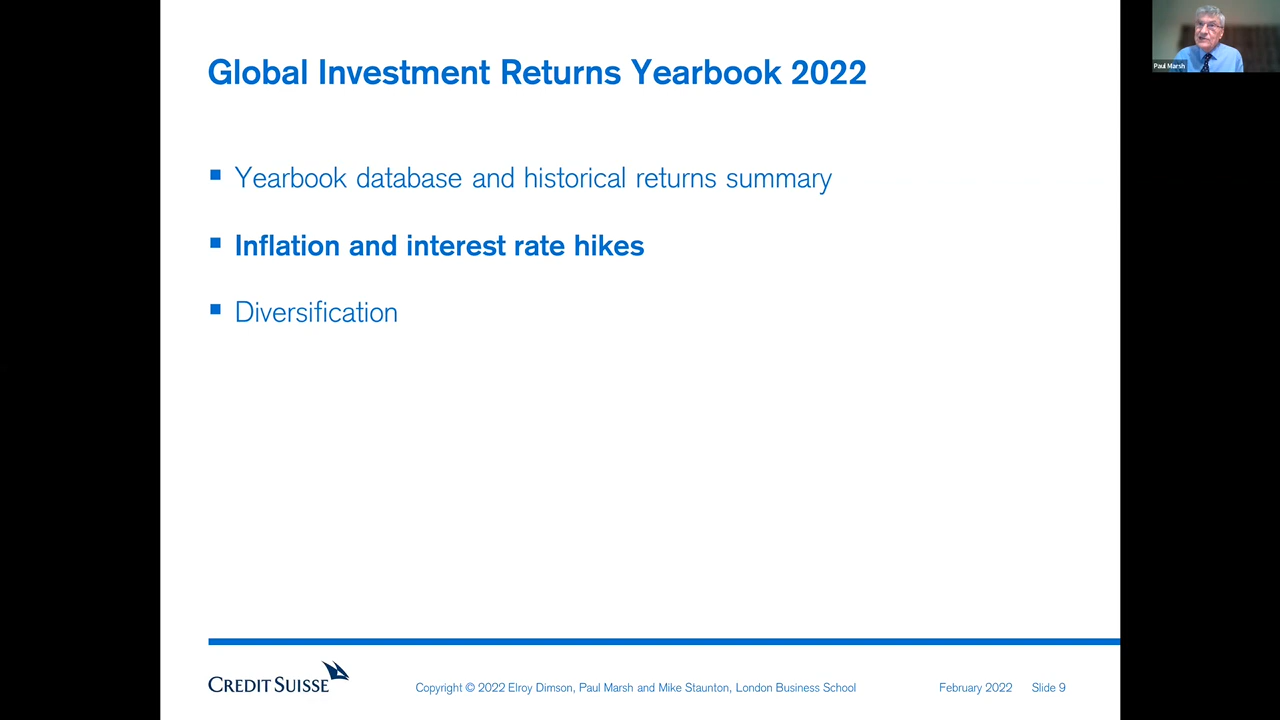 Global Investment Returns Yearbook 2022
Paul Marsh
▪ Yearbook database and historical returns summary
▪ Inflation and interest rate hikes
▪ Diversification
CREDIT SUISSE
Copyright © 2022 Elroy Dimson, Paul Marsh and Mike Staunton, London Business School
February 2022
Slide 9